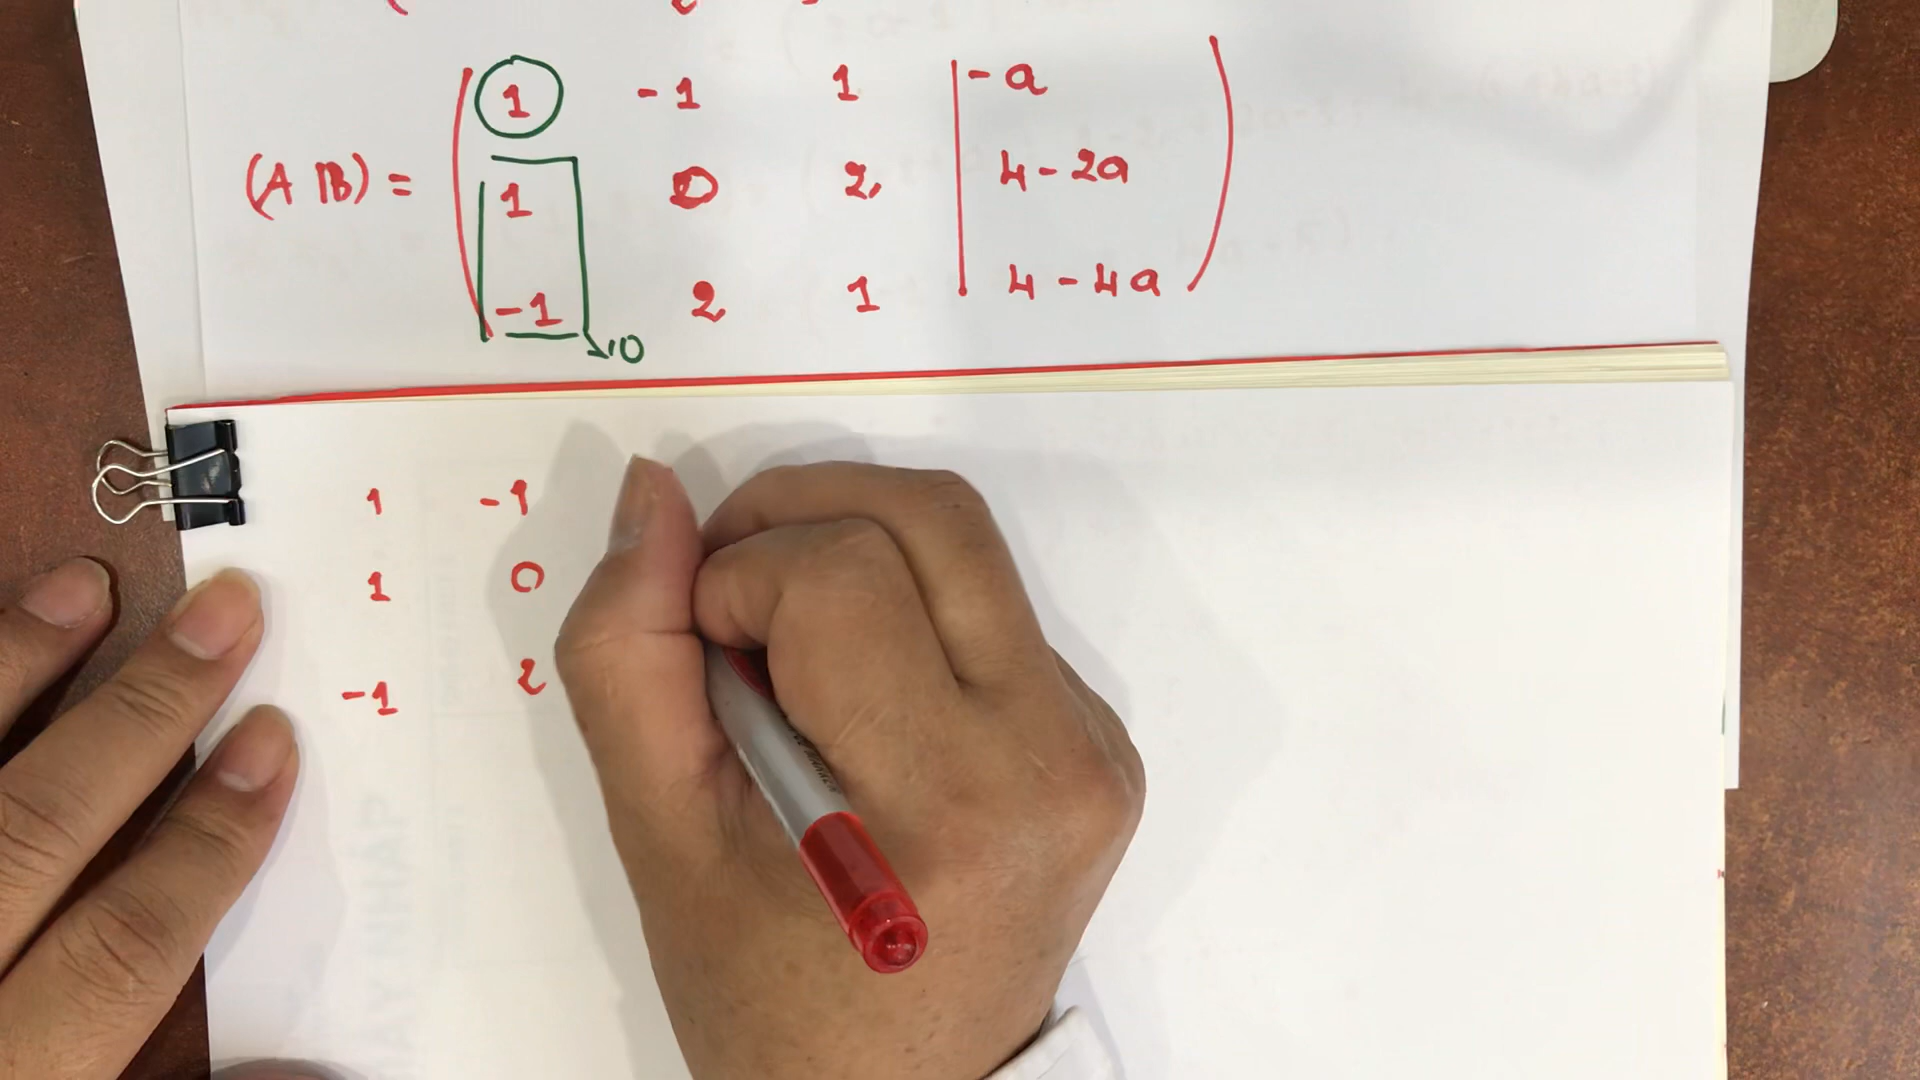 1 -1 1 | -a
(A|B) = 1 0 2 | 4-2a
-1 2 1 | 4-4a
0
1 -1
1 0
-1 2